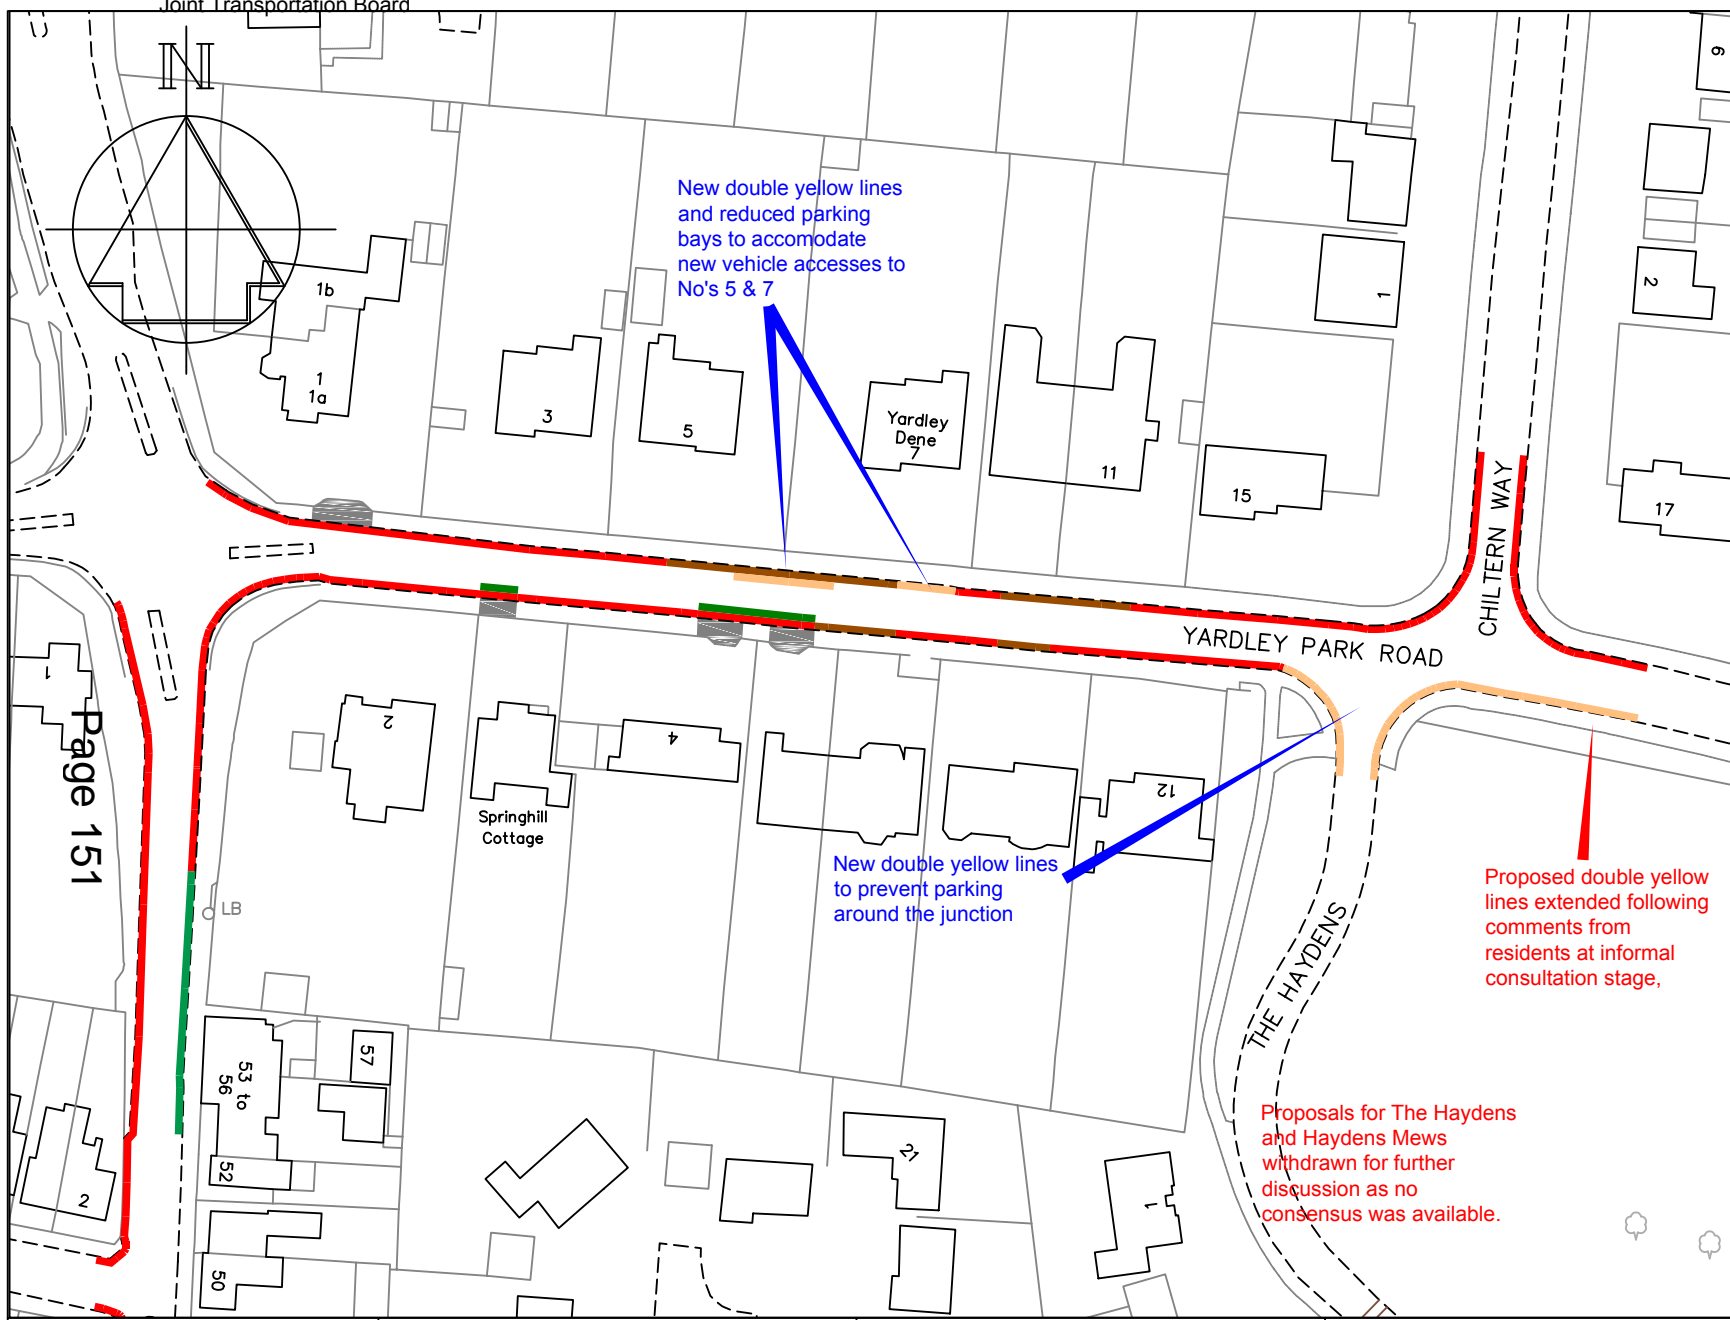 Joint Transportation Board
N
New double yellow lines
and reduced parking
bays to accomodate
new vehicle accesses to
No's 5 & 7
6
1b
1
1a
3
5
Yardley
Dene
7
11
15
1
2
17
CHILTERN WAY
YARDLEY PARK ROAD
1
Page 151
2
Springhill
Cottage
4
12
New double yellow lines
to prevent parking
around the junction
Proposed double yellow
lines extended following
comments from
residents at informal
consultation stage,
LB
THE HAYDENS
57
53 to
56
52
50
2
21
1
Proposals for The Haydens
and Haydens Mews
withdrawn for further
discussion as no
consensus was available.